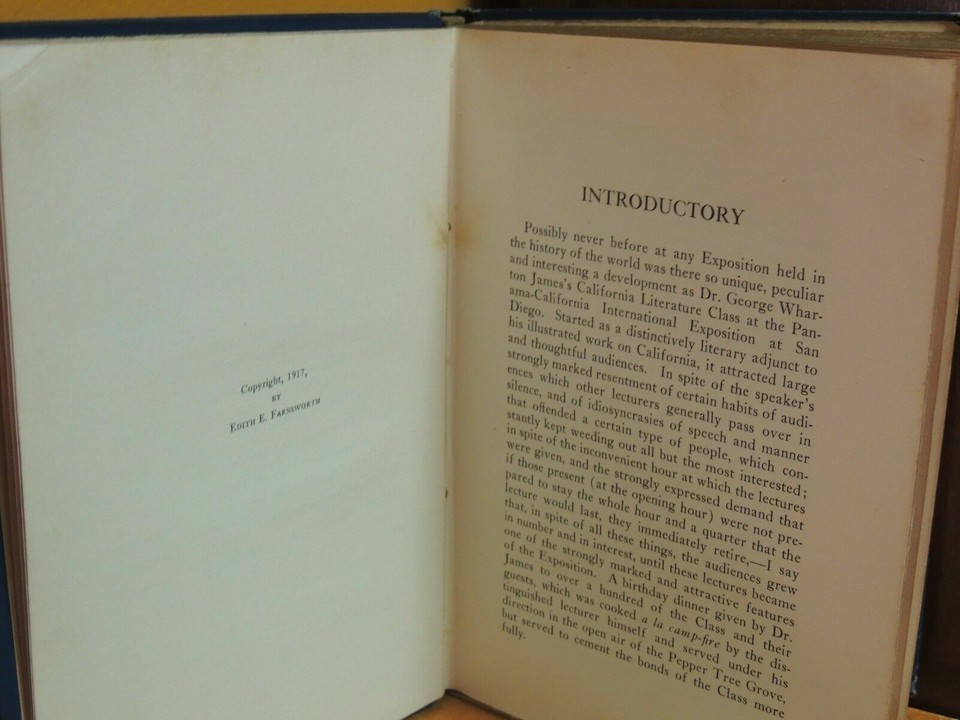 Copyright, 1917,
BY
EDITH E. FARNSWORTH
INTRODUCTORY
Possibly never before at any Exposition held in
the history of the world was there so unique, peculiar
and interesting a development as Dr. George Whar-
ton James's California Literature Class at the Pan-
ama-California International Exposition at San
Diego. Started as a distinctively literary adjunct to
his illustrated work on California, it attracted large
and thoughtful audiences. In spite of the speaker's
strongly marked resentment of certain habits of audi-
ences which other lecturers generally pass over in
silence, and of idiosyncrasies of speech and manner
that offended a certain type of people, which con-
stantly kept weeding out all but the most interested;
in spite of the inconvenient hour at which the lectures
were given, and the strongly expressed demand that
if those present (at the opening hour) were not pre-
pared to stay the whole hour and a quarter that the
lecture would last, they immediately retire,—I say
that, in spite of all these things, the audiences grew
in number and in interest, until these lectures became
one of the strongly marked and attractive features
of the Exposition. A birthday dinner given by Dr.
James to over a hundred of the Class and their
guests, which was cooked a la camp-fire by the dis-
tinguished lecturer himself and served under his
direction in the open air of the Pepper Tree Grove,
but served to cement the bonds of the Class more
fully.